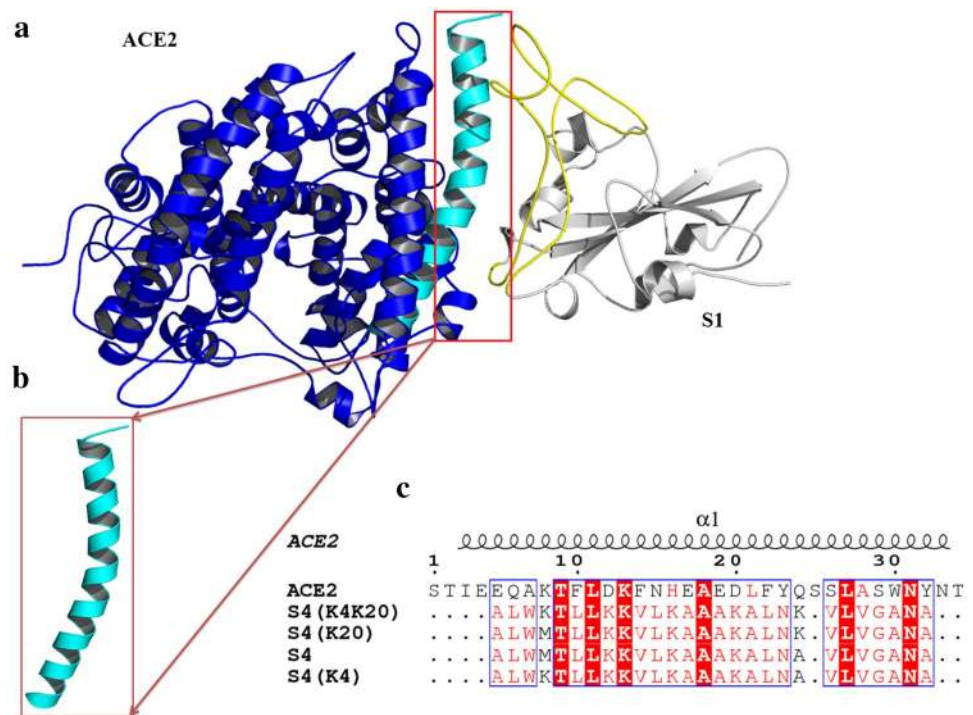 a
ACE2
S1
b
c
α1
ACE2
1 10 20 30
ACE2 STIEEQAKTFLDKFNHEAEDLFYQSSLASWNYNT
S4(K4K20) ....ALWKTLLKKVLKAAAKALNK.VLVGANA..
S4(K20) ....ALWMTLLKKVLKAAAKALNK.VLVGANA..
S4 ....ALWMTLLKKVLKAAAKALNA.VLVGANA..
S4(K4) ....ALWKTLLKKVLKAAAKALNA.VLVGANA..